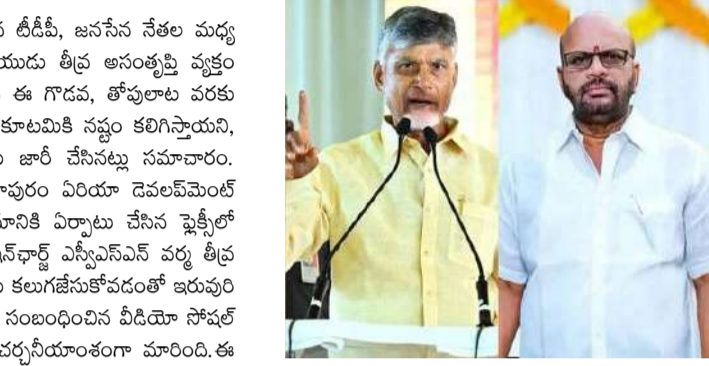 టీడీపీ, జనసేన నేతల మధ్య
తీవ్ర అసంతృప్తి వ్యక్తం
ఈ గొడవ, తోపులాట వరకు
కూటమికి నష్టం కలిగిస్తాయని,
జారీ చేసినట్లు సమాచారం.
ఏరియా డెవలప్‌మెంట్
ఏర్పాటు చేసిన ఫ్లెక్సీలో
ఎస్వీఎస్ఎన్ వర్మ తీవ్ర
కలుగజేసుకోవడంతో ఇరువురి
సంబంధించిన వీడియో సోషల్
చర్చనీయాంశంగా మారింది. ఈ